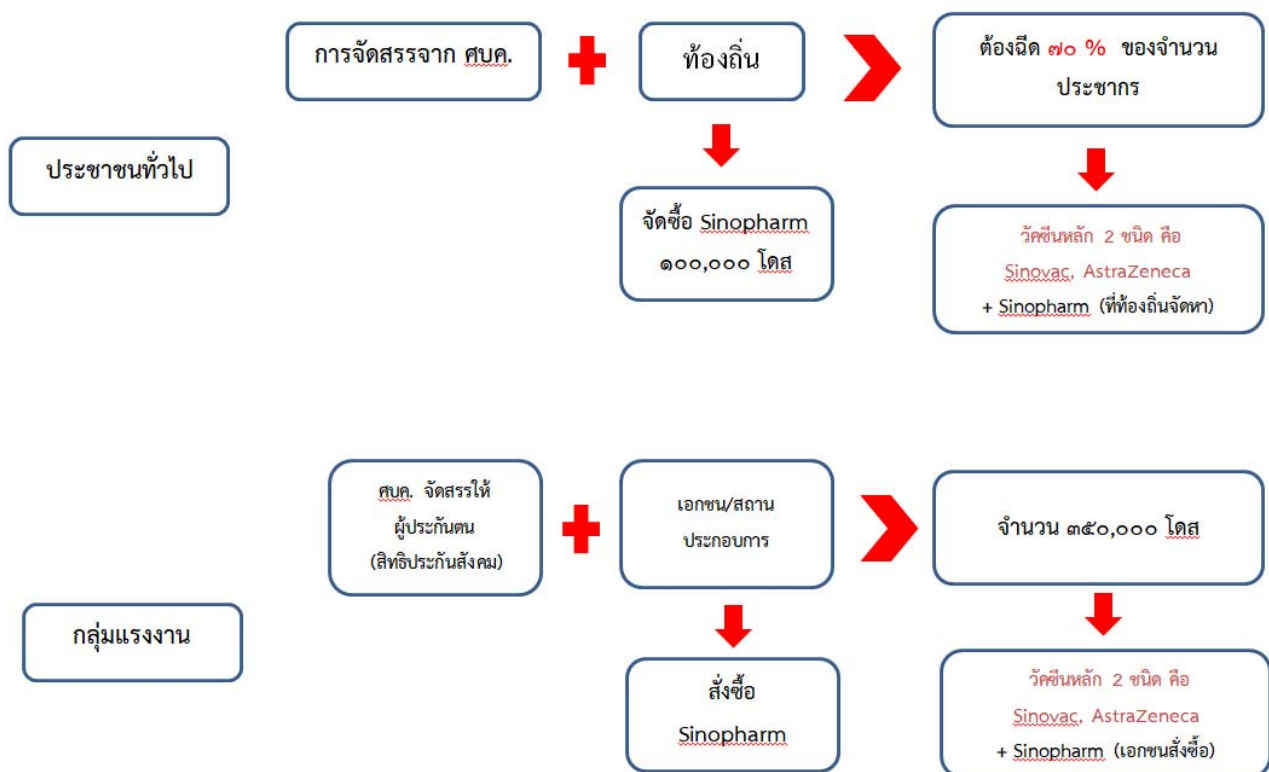 ประชาชนทั่วไป
การจัดสรรจาก ศบค.
ท้องถิ่น
ต้องฉีด ๗๐ % ของจำนวน
ประชากร
จัดซื้อ Sinopharm
๑๐๐,๐๐๐ โดส
วัคซีนหลัก 2 ชนิด คือ
Sinovac, AstraZeneca
+ Sinopharm (ที่ท้องถิ่นจัดหา)
กลุ่มแรงงาน
ศบค. จัดสรรให้
ผู้ประกันตน
(สิทธิประกันสังคม)
เอกชน/สถาน
ประกอบการ
จำนวน ๓๕๐,๐๐๐ โดส
สั่งซื้อ
Sinopharm
วัคซีนหลัก 2 ชนิด คือ
Sinovac, AstraZeneca
+ Sinopharm (เอกชนสั่งซื้อ)